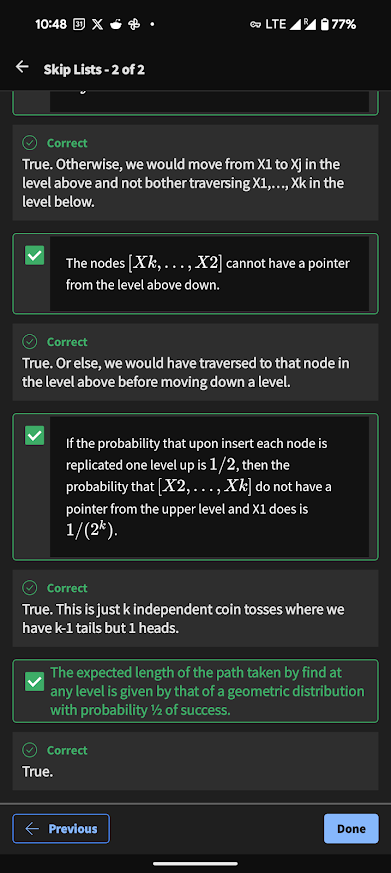 10:48 31 X LTE R 77%
Skip Lists - 2 of 2
Correct
True. Otherwise, we would move from X1 to Xj in the
level above and not bother traversing X1,..., Xk in the
level below.
The nodes [Xk, . . . , X2] cannot have a pointer
from the level above down.
Correct
True. Or else, we would have traversed to that node in
the level above before moving down a level.
If the probability that upon insert each node is
replicated one level up is 1/2, then the
probability that [X2, . . . , Xk] do not have a
pointer from the upper level and X1 does is
1/(2^k).
Correct
True. This is just k independent coin tosses where we
have k-1 tails but 1 heads.
The expected length of the path taken by find at
any level is given by that of a geometric distribution
with probability ½ of success.
Correct
True.
Previous
Done